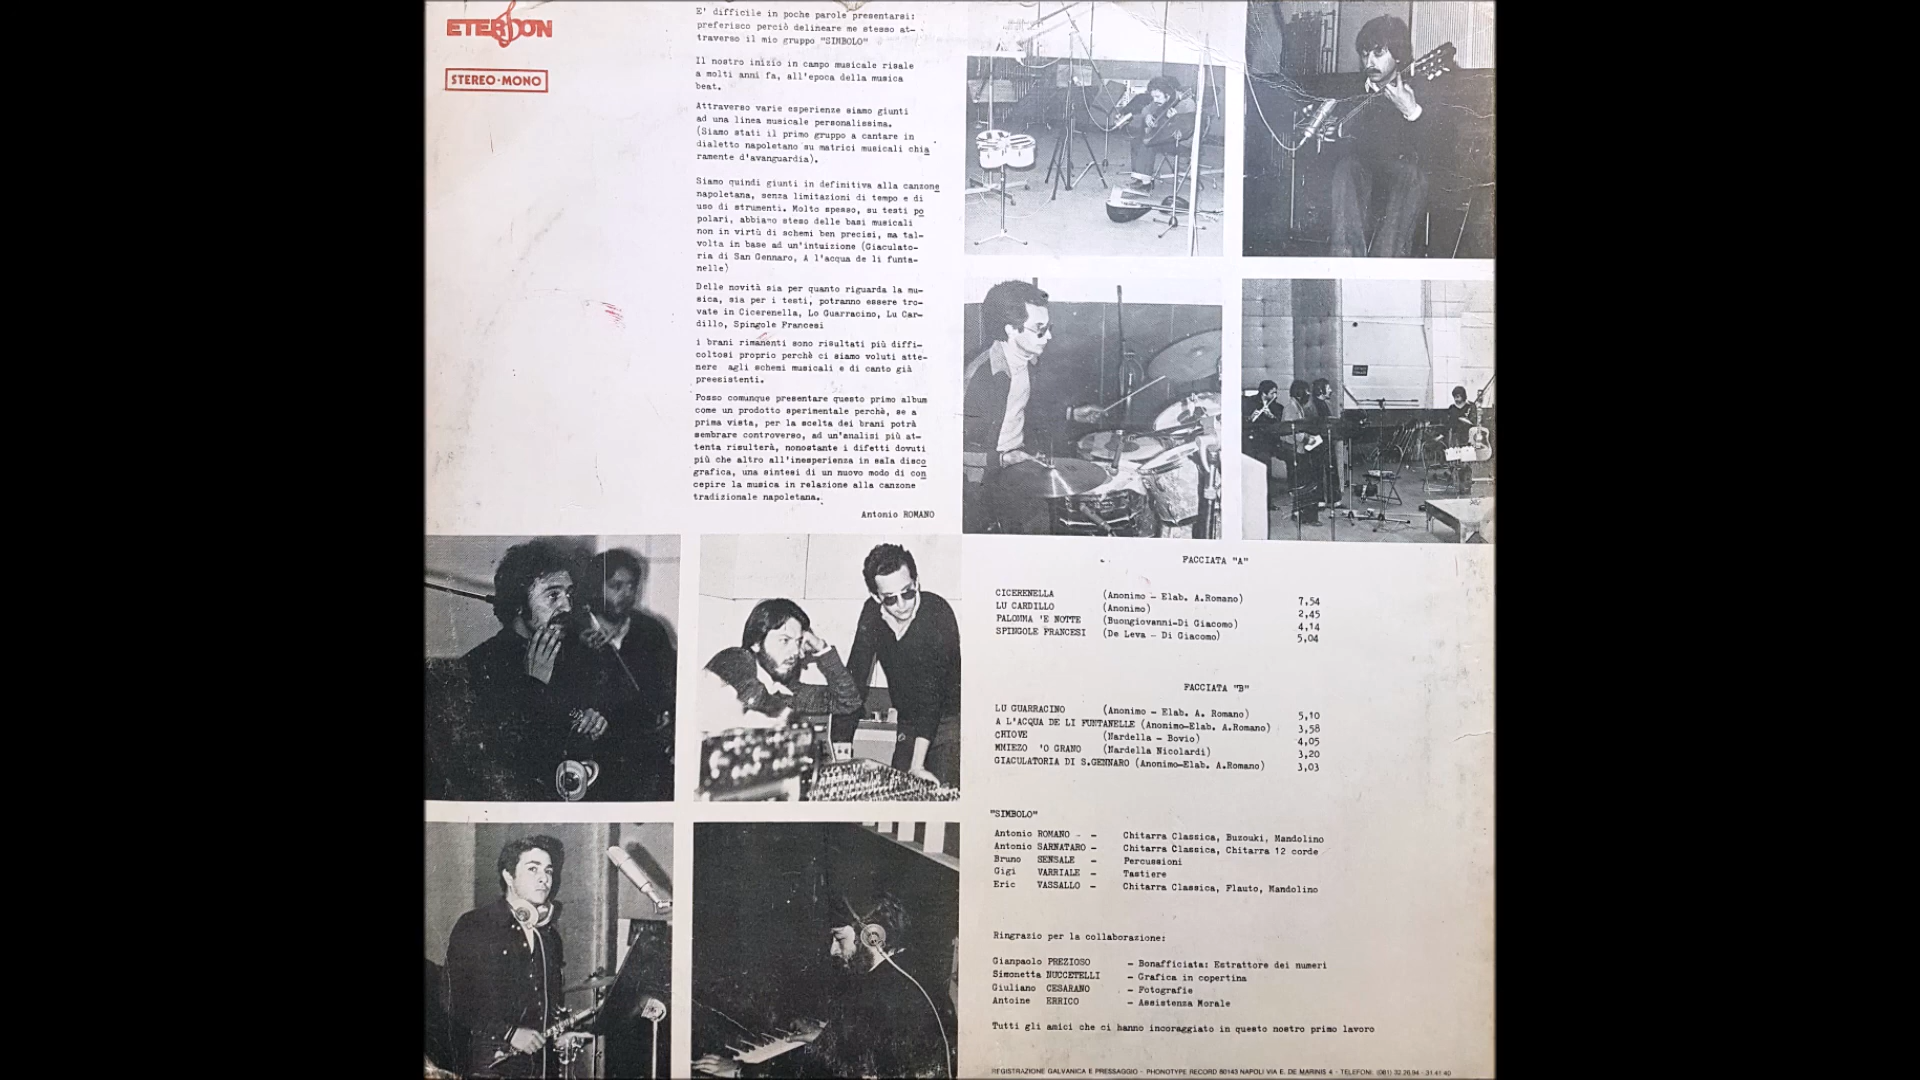 ETERDON
STEREO-MONO
E' difficile in poche parole presentarsi:
preferisco perciò delineare me stesso at-
traverso il mio gruppo "SIMBOLO"
Il nostro inizio in campo musicale risale
a molti anni fa, all'epoca della musica
beat.
Attraverso varie esperienze siamo giunti
ad una linea musicale personalissima.
(Siamo stati il primo gruppo a cantare in
dialetto napoletano su matrici musicali chia
ramente d'avanguardia).
Siamo quindi giunti in definitiva alla canzone
napoletana, senza limitazioni di tempo e di
uso di strumenti. Molto spesso, su testi po
polari, abbiamo steso delle basi musicali
non in virtù di schemi ben precisi, ma tal-
volta in base ad un'intuizione (Giaculato-
ria di San Gennaro, A l'acqua de li funta-
nelle)
Delle novità sia per quanto riguarda la mu-
sica, sia per i testi, potranno essere tro-
vate in Cicerenella, Lo Guarracino, Lu Car-
dillo, Spingole Francesi
i brani rimanenti sono risultati più diffi-
coltosi proprio perchè ci siamo voluti atte-
nere agli schemi musicali e di canto già
preesistenti.
Posso comunque presentare questo primo album
come un prodotto sperimentale perchè, se a
prima vista, per la scelta dei brani potrà
sembrare controverso, ad un'analisi più at-
tenta risulterà, nonostante i difetti dovuti
più che altro all'inesperienza in sala disco
grafica, una sintesi di un nuovo modo di con
cepire la musica in relazione alla canzone
tradizionale napoletana.
Antonio ROMANO
FACCIATA "A"
CICERENELLA (Anonimo - Elab. A.Romano) 7,54
LU CARDILLO (Anonimo) 2,45
PALOMMA 'E NOTTE (Buongiovanni-Di Giacomo) 4,14
SPINGOLE FRANCESI (De Leva - Di Giacomo) 5,04
FACCIATA "B"
LU GUARRACINO (Anonimo - Elab. A. Romano) 5,10
A L'ACQUA DE LI FUNTANELLE (Anonimo-Elab. A.Romano) 3,58
CHIOVE (Nardella - Bovio) 4,05
MMIEZO 'O GRANO (Nardella Nicolardi) 3,20
GIACULATORIA DI S.GENNARO (Anonimo-Elab. A.Romano) 3,03
"SIMBOLO"
Antonio ROMANO - - Chitarra Classica, Buzouki, Mandolino
Antonio SARNATARO - Chitarra Classica, Chitarra 12 corde
Bruno SENSALE - Percussioni
Gigi VARRIALE - Tastiere
Eric VASSALLO - Chitarra Classica, Flauto, Mandolino
Ringrazio per la collaborazione:
Gianpaolo PREZIOSO - Bonafficiata: Estrattore dei numeri
Simonetta NUCCETELLI - Grafica in copertina
Giuliano CESARANO - Fotografie
Antoine ERRICO - Assistenza Morale
Tutti gli amici che ci hanno incoraggiato in questo nostro primo lavoro
REGISTRAZIONE GALVANICA E PRESSAGGIO - PHONOTYPE RECORD 80143 NAPOLI VIA E. DE MARINIS 4 - TELEFONI: (081) 32.26.94 - 31.41.40